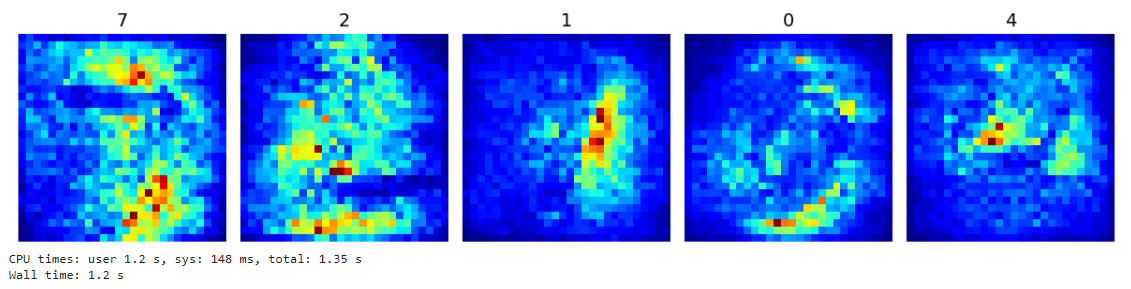 7 2 1 0 4
CPU times: user 1.2 s, sys: 148 ms, total: 1.35 s
Wall time: 1.2 s